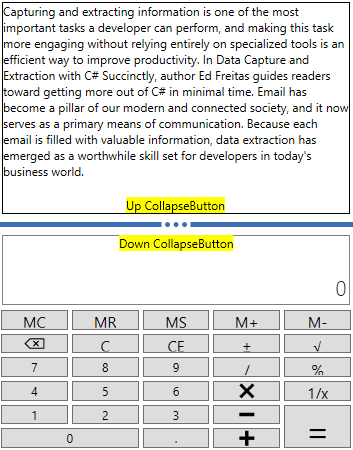 Capturing and extracting information is one of the most
important tasks a developer can perform, and making this task
more engaging without relying entirely on specialized tools is an
efficient way to improve productivity. In Data Capture and
Extraction with C# Succinctly, author Ed Freitas guides readers
toward getting more out of C# in minimal time. Email has
become a pillar of our modern and connected society, and it now
serves as a primary means of communication. Because each
email is filled with valuable information, data extraction has
emerged as a worthwhile skill set for developers in today's
business world.
Up CollapseButton
Down CollapseButton
0
MC MR MS M+ M-
C CE ± √
7 8 9 / %
4 5 6 × 1/x
1 2 3 − =
0 . +